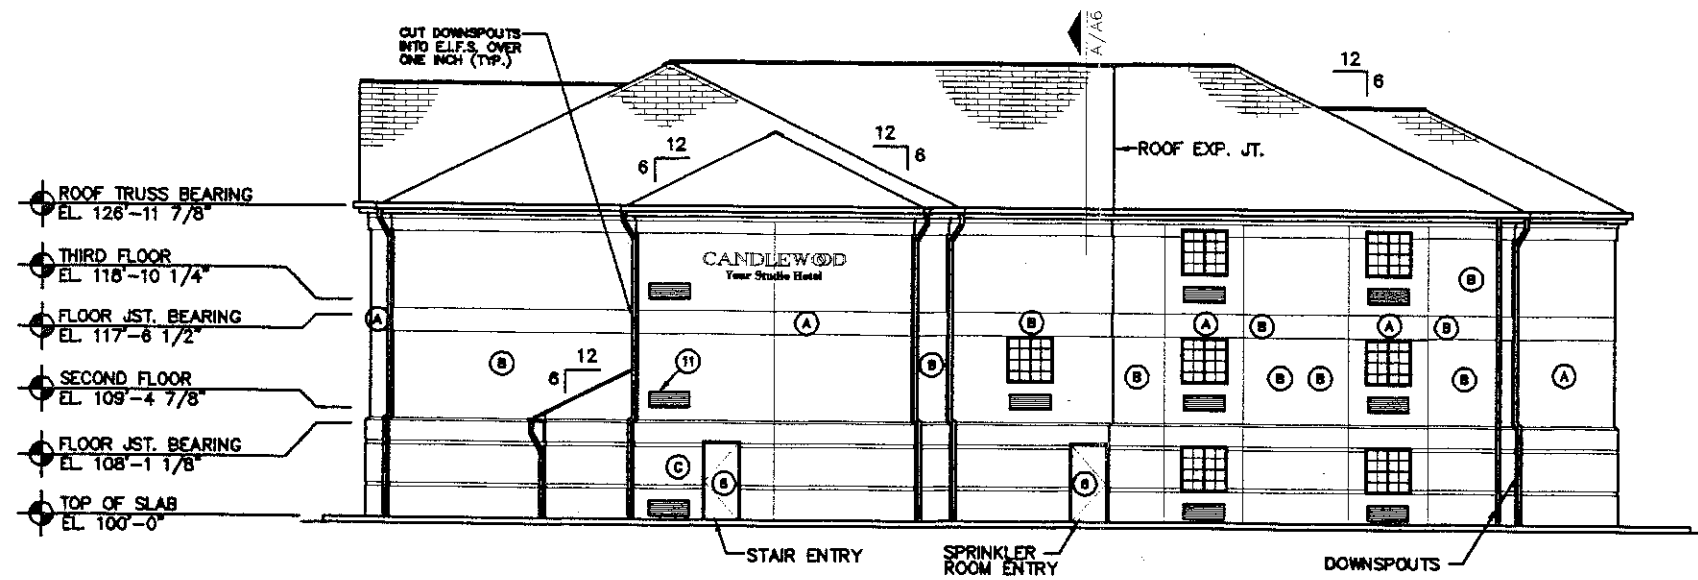 CUT DOWNSPOUTS
INTO E.I.F.S. OVER
ONE INCH (TYP.)
A/A6
12
6
12
6
12
6
ROOF EXP. JT.
ROOF TRUSS BEARING
EL. 126'-11 7/8"
THIRD FLOOR
EL. 118'-10 1/4"
FLOOR JST. BEARING
EL. 117'-6 1/2"
SECOND FLOOR
EL. 109'-4 7/8"
FLOOR JST. BEARING
EL. 108'-1 1/8"
TOP OF SLAB
EL. 100'-0"
CANDLEWOOD
Your Studio Hotel
B
A
A
B
A
B
A
B
B
12
6
11
B
B
B
B
B
A
C
6
6
STAIR ENTRY
SPRINKLER
ROOM ENTRY
DOWNSPOUTS